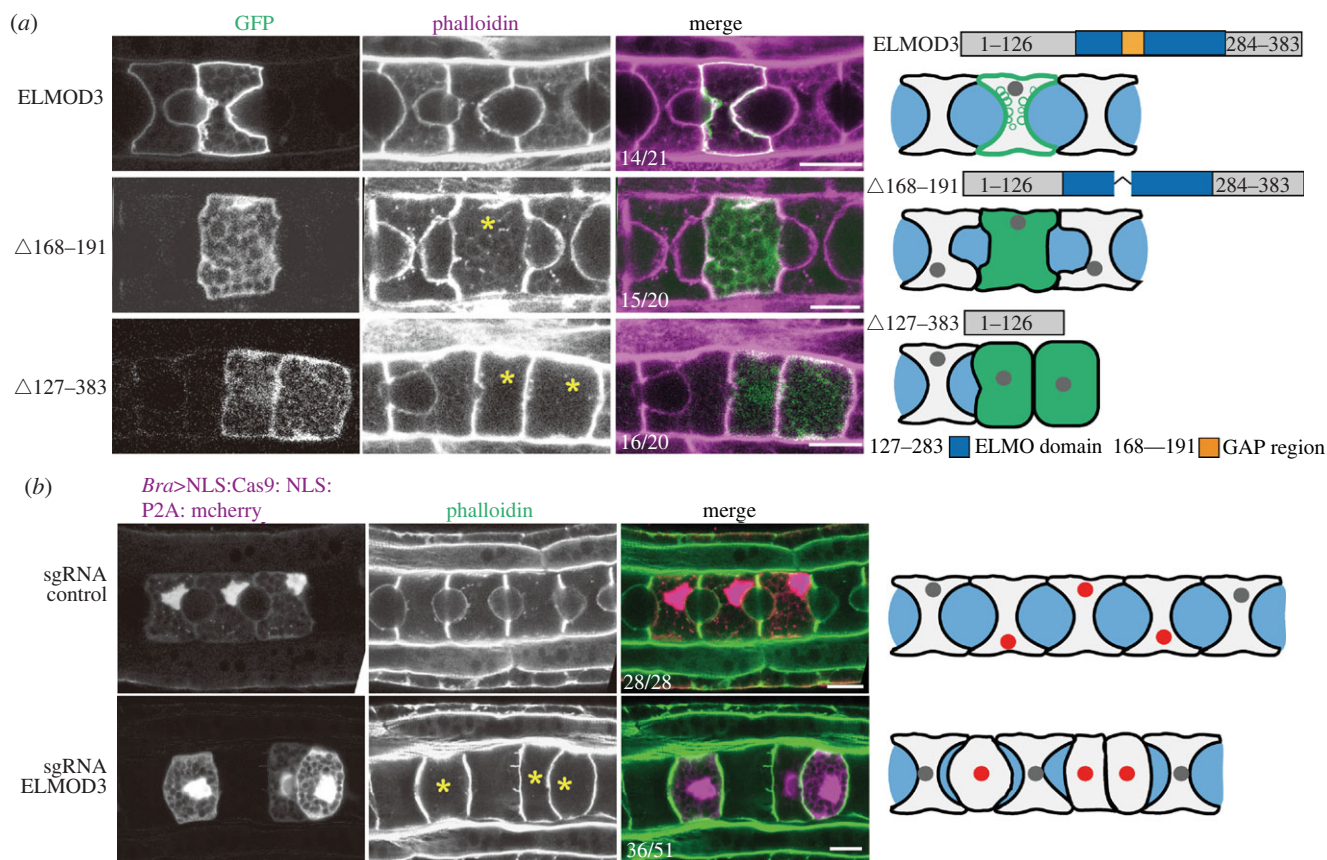 (a)
GFP
phalloidin
merge
ELMOD3
14/21
ELMOD3
1–126
284–383
△168–191
15/20
△168–191
1–126
284–383
△127–383
*
* *
16/20
△127–383
1–126
127–283 ELMO domain 168—191 GAP region
(b)
Bra>NLS:Cas9: NLS:
P2A: mcherry
phalloidin
merge
sgRNA
control
28/28
sgRNA
ELMOD3
* * *
36/51